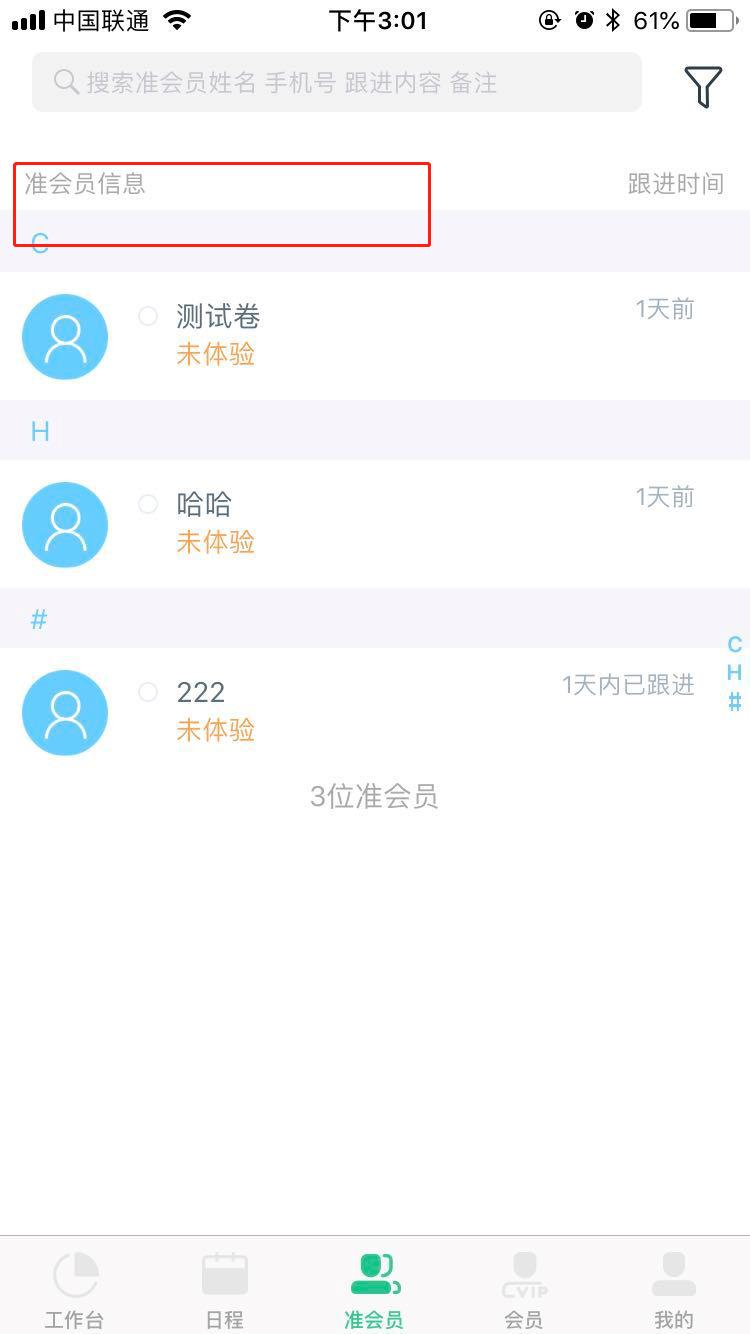 中国联通 下午3:01 61%
搜索准会员姓名 手机号 跟进内容 备注
准会员信息 跟进时间
C
测试卷 1天前
未体验
H
哈哈 1天前
未体验
#
C
H
#
222 1天内已跟进
未体验
3位准会员
CVIP
工作台 日程 准会员 会员 我的